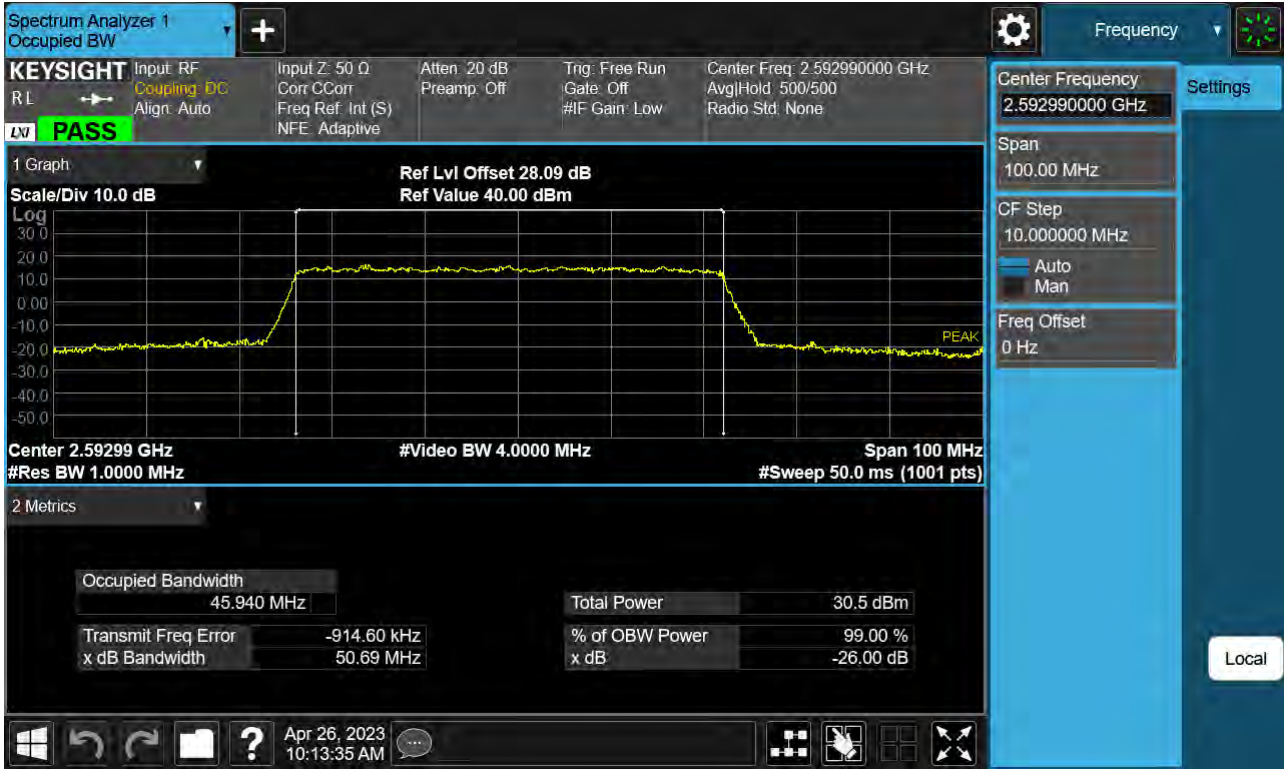 Spectrum Analyzer 1
Occupied BW
Frequency
KEYSIGHT
RL
LXI
PASS
Input: RF
Coupling: DC
Align: Auto
Input Z: 50 Ω
Corr CCorr
Freq Ref: Int (S)
NFE: Adaptive
Atten: 20 dB
Preamp: Off
Trig: Free Run
Gate: Off
#IF Gain: Low
Center Freq: 2.592990000 GHz
Avg|Hold: 500/500
Radio Std: None
1 Graph
Scale/Div 10.0 dB
Ref Lvl Offset 28.09 dB
Ref Value 40.00 dBm
Log
30.0
20.0
10.0
0.00
-10.0
-20.0
-30.0
-40.0
-50.0
PEAK
Center 2.59299 GHz
#Video BW 4.0000 MHz
Span 100 MHz
#Res BW 1.0000 MHz
#Sweep 50.0 ms (1001 pts)
2 Metrics
Occupied Bandwidth
45.940 MHz
Total Power 30.5 dBm
Transmit Freq Error -914.60 kHz
% of OBW Power 99.00 %
x dB Bandwidth 50.69 MHz
x dB -26.00 dB
Center Frequency
2.592990000 GHz
Settings
Span
100.00 MHz
CF Step
10.000000 MHz
Auto
Man
Freq Offset
0 Hz
Local
?
Apr 26, 2023
10:13:35 AM